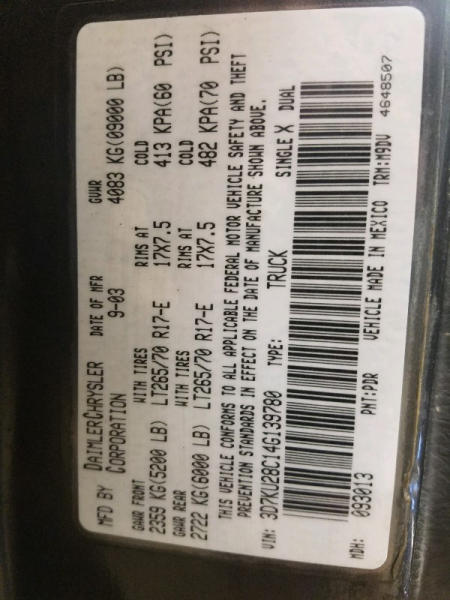 MFD BY DAIMLERCHRYSLER CORPORATION DATE OF MFR 9-03 GVWR 4083 KG(09000 LB)
GAWR FRONT WITH TIRES RIMS AT COLD
2359 KG(5200 LB) LT265/70 R17-E 17X7.5 413 KPA(60 PSI)
GAWR REAR WITH TIRES RIMS AT COLD
2722 KG(6000 LB) LT265/70 R17-E 17X7.5 482 KPA(70 PSI)
THIS VEHICLE CONFORMS TO ALL APPLICABLE FEDERAL MOTOR VEHICLE SAFETY AND THEFT
PREVENTION STANDARDS IN EFFECT ON THE DATE OF MANUFACTURE SHOWN ABOVE.
VIN: 3D7KU28C14G139780 TYPE: TRUCK SINGLE X DUAL
MDH: 093013 PNT:PDR VEHICLE MADE IN MEXICO TRM:M9DV 4648507